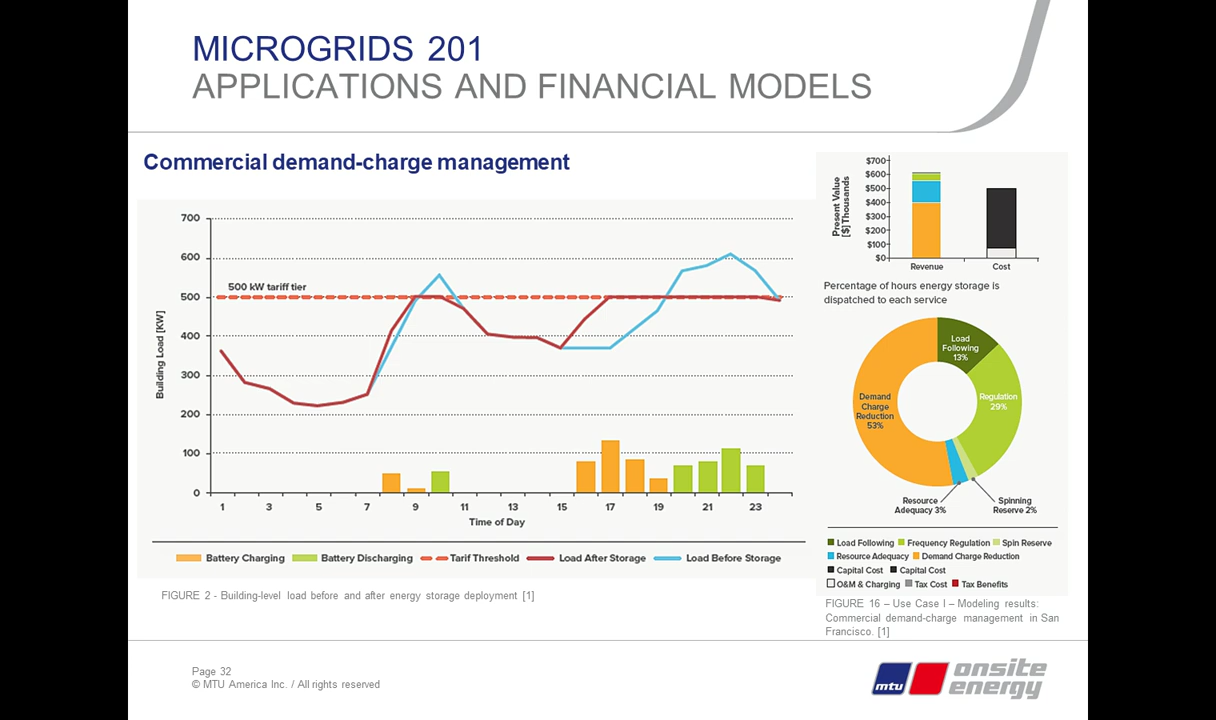 MICROGRIDS 201
APPLICATIONS AND FINANCIAL MODELS
Commercial demand-charge management
700
600
500
400
300
200
100
0
Building Load [KW]
500 kW tariff tier
1 3 5 7 9 11 13 15 17 19 21 23
Time of Day
Battery Charging Battery Discharging Tarif Threshold Load After Storage Load Before Storage
FIGURE 2 - Building-level load before and after energy storage deployment [1]
Present Value
[$]Thousands
$700
$600
$500
$400
$300
$200
$100
$0
Revenue Cost
Percentage of hours energy storage is
dispatched to each service
Load
Following
13%
Regulation
29%
Demand
Charge
Reduction
53%
Resource
Adequacy 3%
Spinning
Reserve 2%
Load Following Frequency Regulation Spin Reserve
Resource Adequacy Demand Charge Reduction
Capital Cost Capital Cost
O&M & Charging Tax Cost Tax Benefits
FIGURE 16 – Use Case I – Modeling results:
Commercial demand-charge management in San
Francisco. [1]
Page 32
© MTU America Inc. / All rights reserved
mtu
onsite
energy